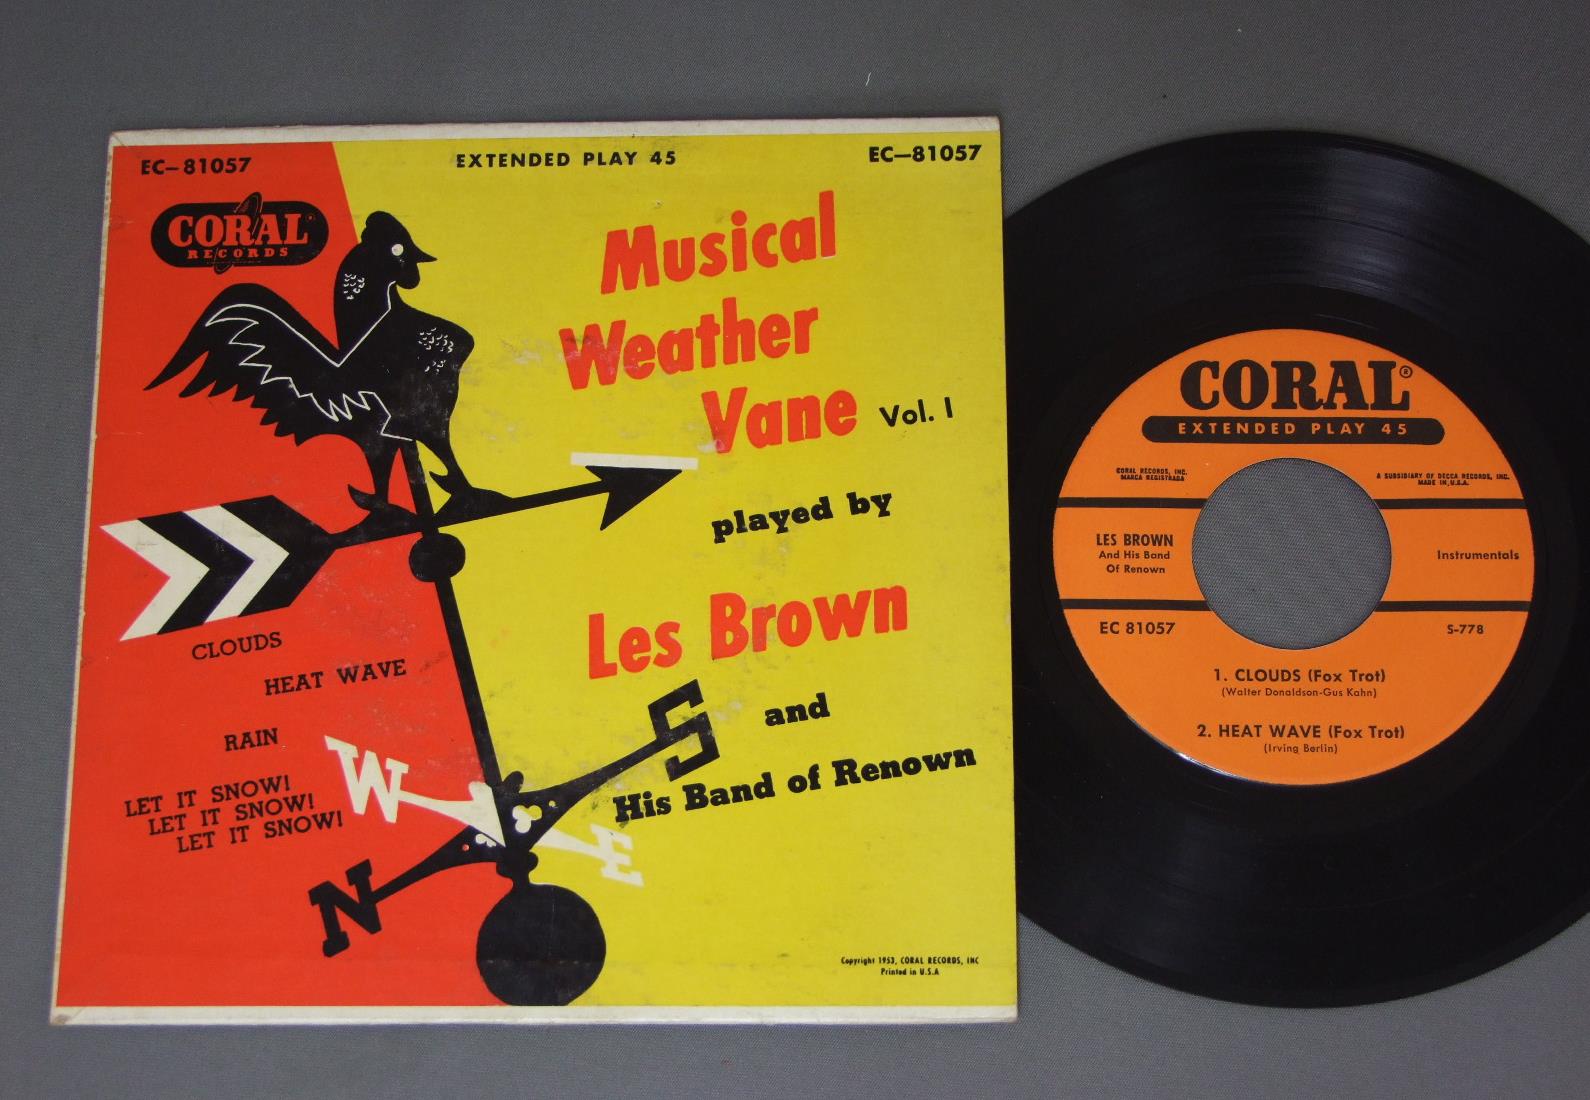 EC—81057
EXTENDED PLAY 45
EC—81057
CORAL
RECORDS
Musical
Weather
Vane Vol. 1
played by
Les Brown
and
His Band of Renown
CLOUDS
HEAT WAVE
RAIN
LET IT SNOW!
LET IT SNOW!
LET IT SNOW!
W
S
N
E
Copyright 1953, CORAL RECORDS, INC
Printed in U.S.A
CORAL®
EXTENDED PLAY 45
CORAL RECORDS, INC.
MARCA REGISTRADA
A SUBSIDIARY OF DECCA RECORDS, INC.
MADE IN U.S.A.
LES BROWN
And His Band
Of Renown
Instrumentals
EC 81057
S-778
1. CLOUDS (Fox Trot)
(Walter Donaldson-Gus Kahn)
2. HEAT WAVE (Fox Trot)
(Irving Berlin)